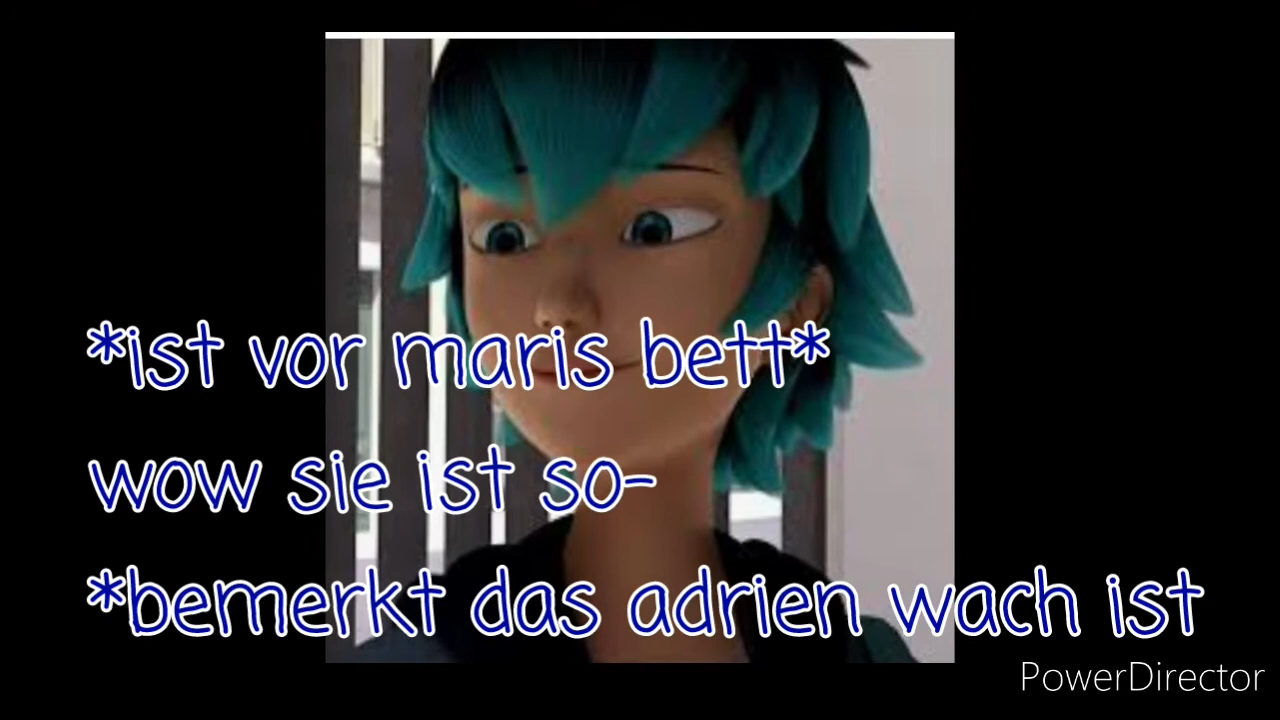 *ist vor maris bett*
wow sie ist so-
*bemerkt das adrien wach ist
PowerDirector